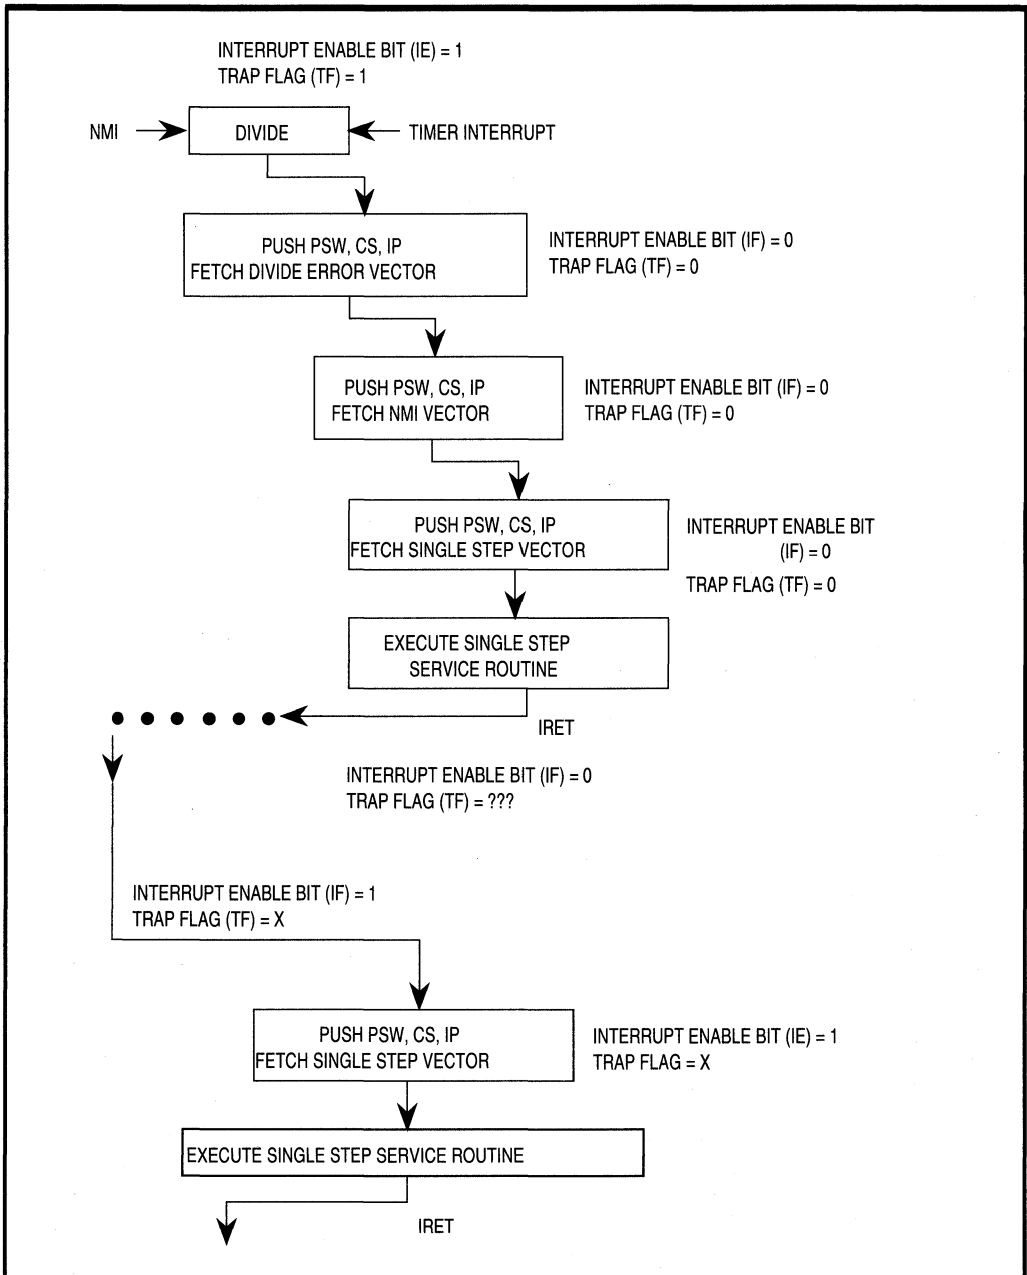 INTERRUPT ENABLE BIT (IE) = 1
TRAP FLAG (TF) = 1
NMI
DIVIDE
TIMER INTERRUPT
PUSH PSW, CS, IP
FETCH DIVIDE ERROR VECTOR
INTERRUPT ENABLE BIT (IF) = 0
TRAP FLAG (TF) = 0
PUSH PSW, CS, IP
FETCH NMI VECTOR
INTERRUPT ENABLE BIT (IF) = 0
TRAP FLAG (TF) = 0
PUSH PSW, CS, IP
FETCH SINGLE STEP VECTOR
INTERRUPT ENABLE BIT
(IF) = 0
TRAP FLAG (TF) = 0
EXECUTE SINGLE STEP
SERVICE ROUTINE
IRET
INTERRUPT ENABLE BIT (IF) = 0
TRAP FLAG (TF) = ???
INTERRUPT ENABLE BIT (IF) = 1
TRAP FLAG (TF) = X
PUSH PSW, CS, IP
FETCH SINGLE STEP VECTOR
INTERRUPT ENABLE BIT (IE) = 1
TRAP FLAG = X
EXECUTE SINGLE STEP SERVICE ROUTINE
IRET